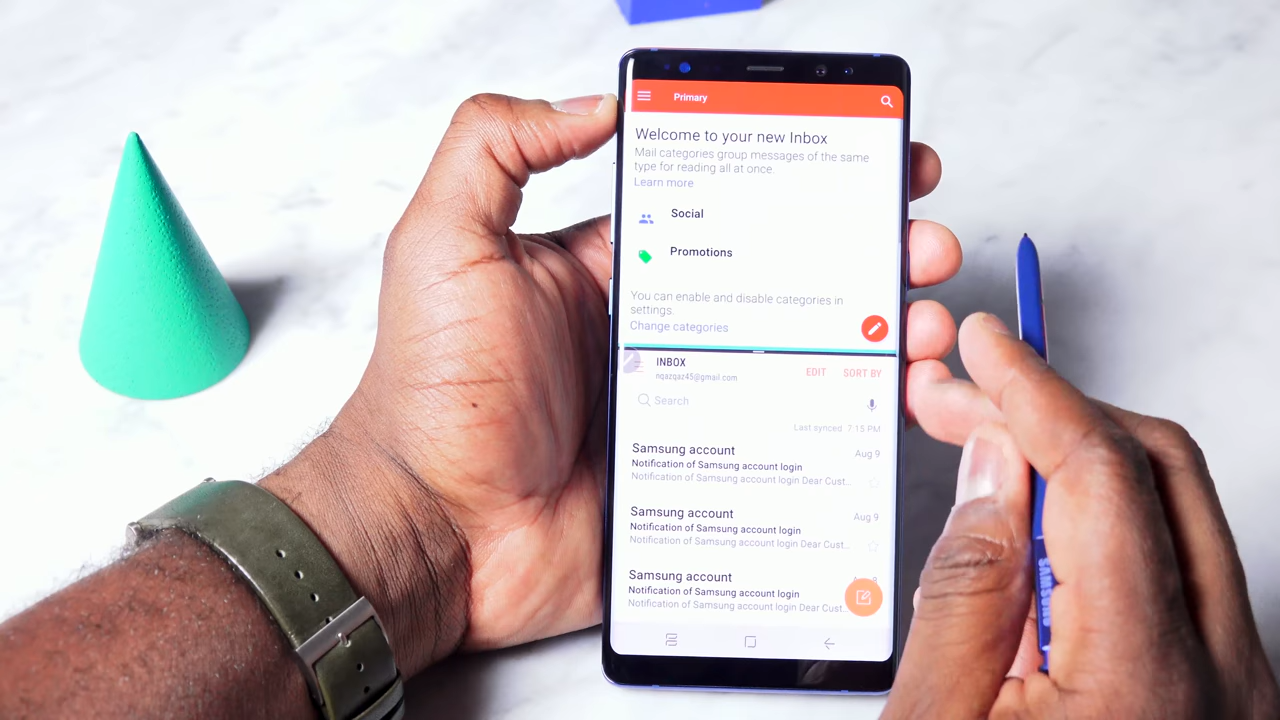 Primary
Welcome to your new Inbox
Mail categories group messages of the same
type for reading all at once.
Learn more
Social
Promotions
You can enable and disable categories in
settings.
Change categories
INBOX
nqazqaz45@gmail.com
EDIT SORT BY
Search
Last synced 7:15 PM
Samsung account
Aug 9
Notification of Samsung account login
Notification of Samsung account login Dear Cust...
Samsung account
Aug 9
Notification of Samsung account login
Notification of Samsung account login Dear Cust...
Samsung account
Notification of Samsung account login
Notification of Samsung account login Dear Cust...
SAMSUNG